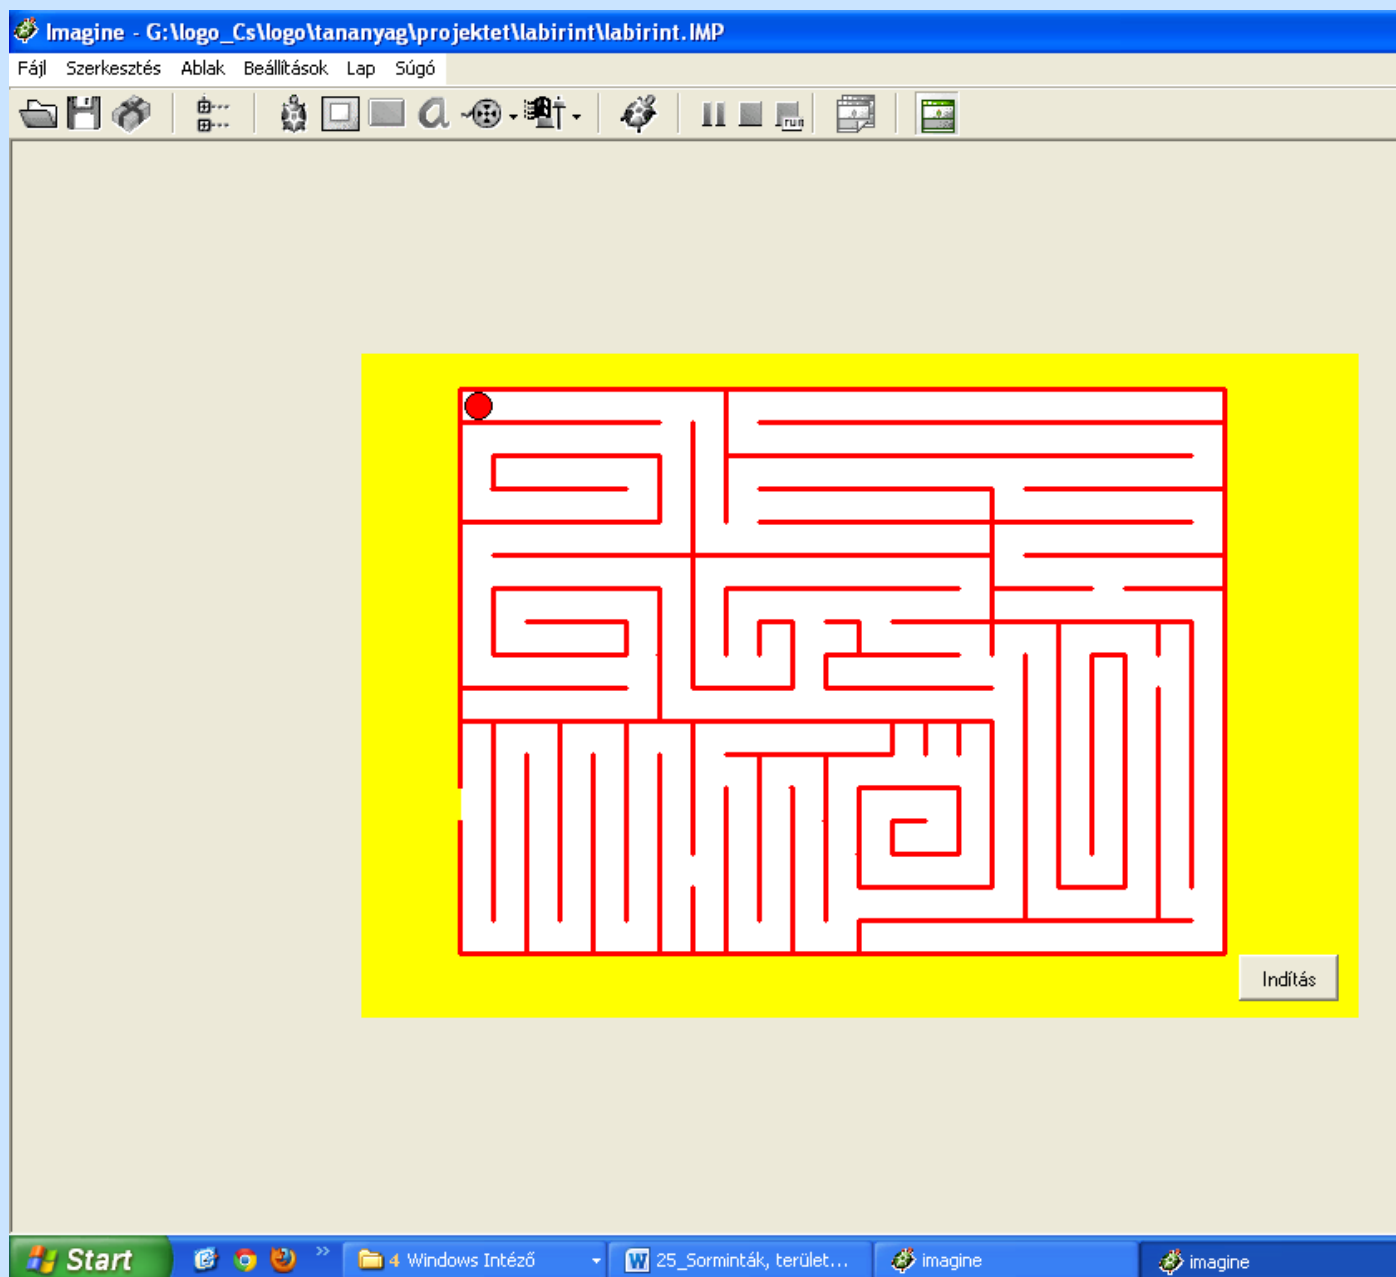 Imagine - G:\logo_Cs\logo\tananyag\projektet\labirint\labirint.IMP
Fájl Szerkesztés Ablak Beállítások Lap Súgó
run
Indítás
Start » 4 Windows Intéző 25_Sorminták, terület... imagine imagine